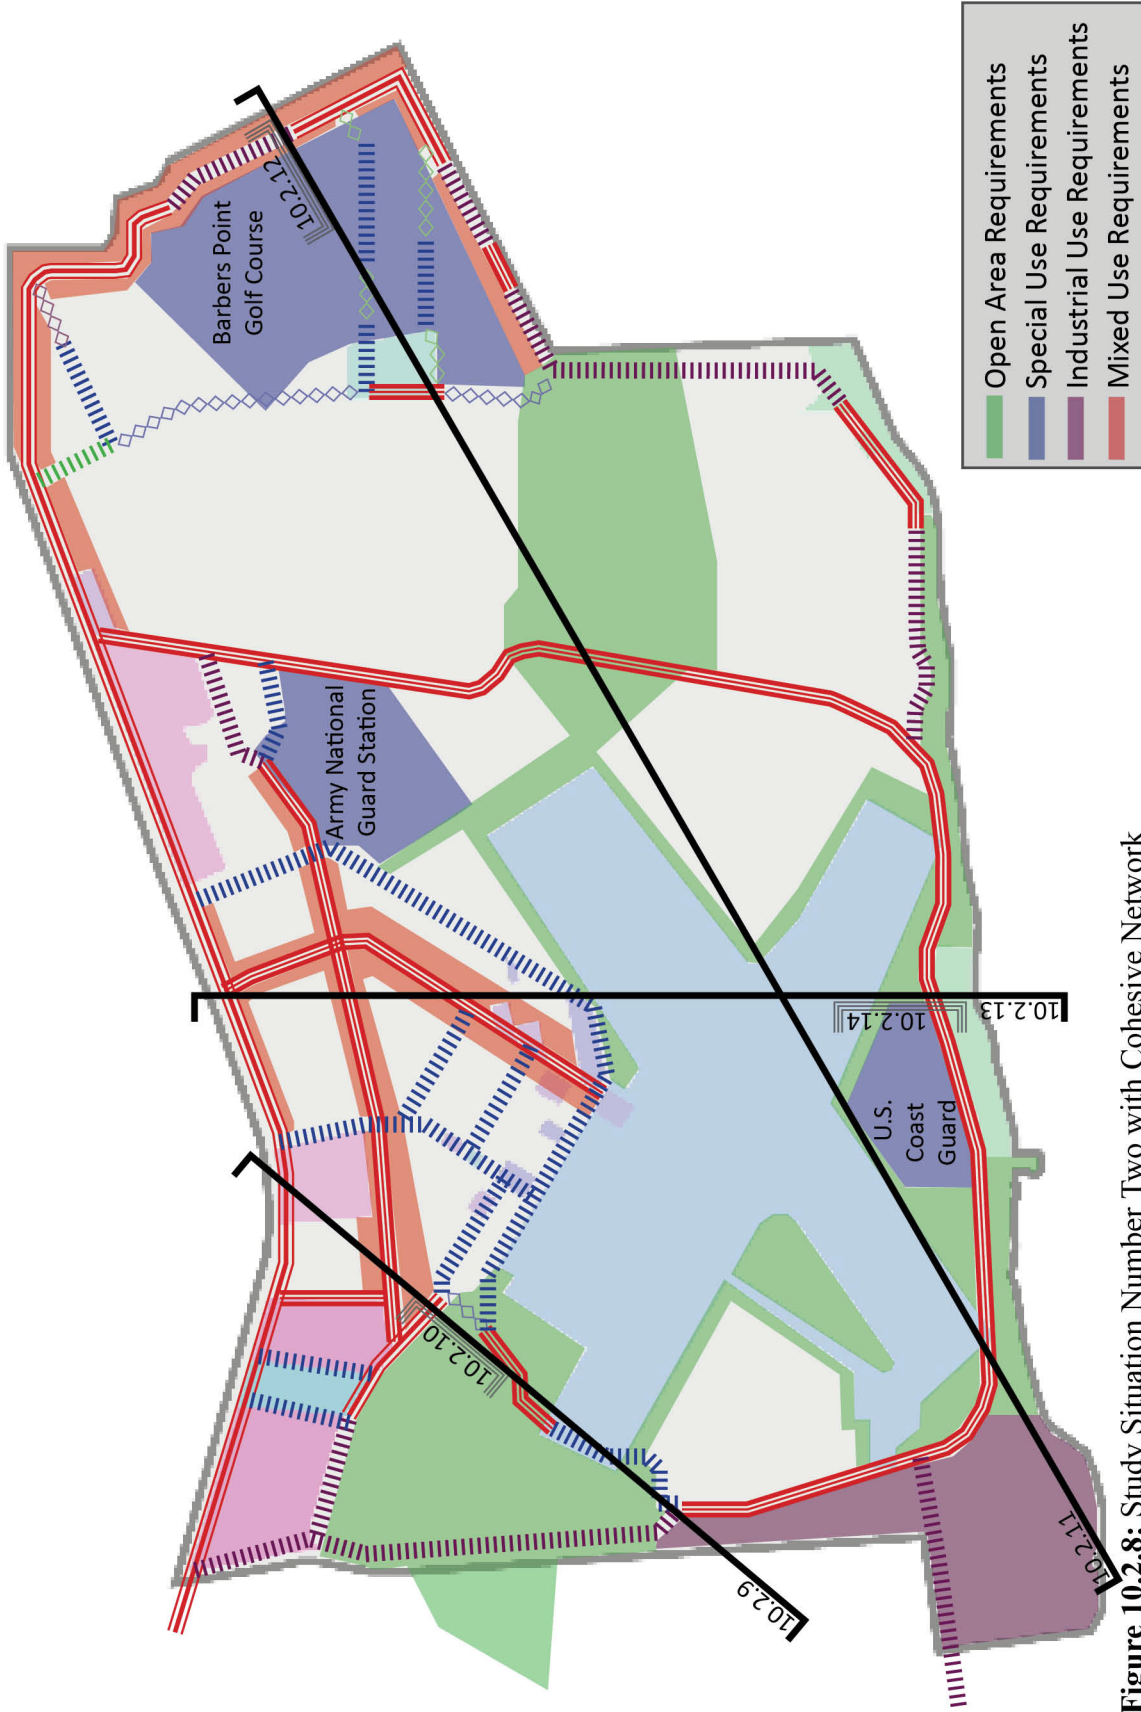 Barbers Point
Golf Course
10.2.12
Army National
Guard Station
10.2.10
10.2.9
U.S.
Coast
Guard
10.2.14
10.2.13
10.2.11
Open Area Requirements
Special Use Requirements
Industrial Use Requirements
Mixed Use Requirements
Figure 10.2.8: Study Situation Number Two with Cohesive Network